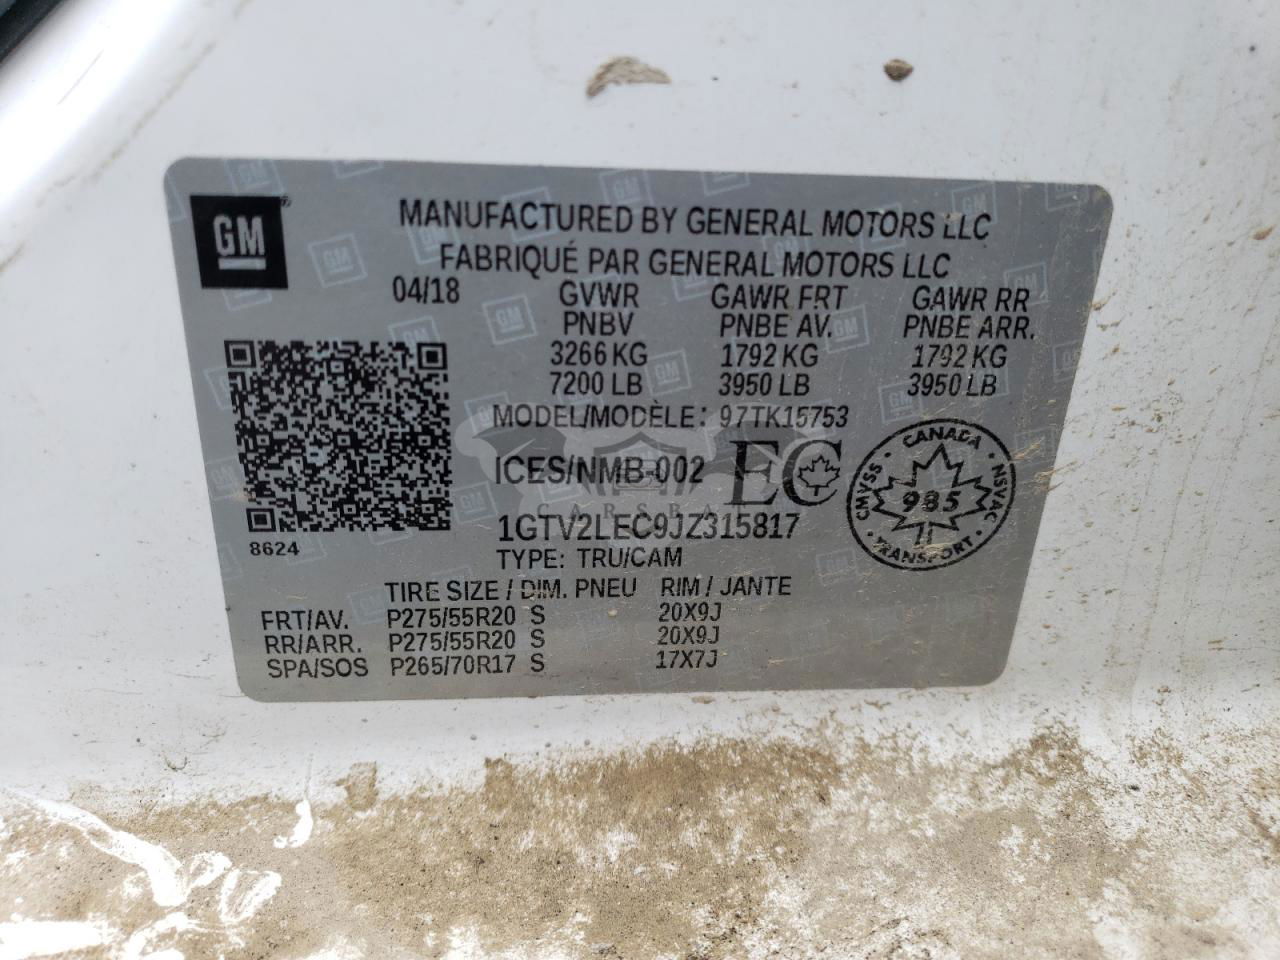 GM
MANUFACTURED BY GENERAL MOTORS LLC
FABRIQUÉ PAR GENERAL MOTORS LLC
04/18 GVWR GAWR FRT GAWR RR
PNBV PNBE AV. PNBE ARR.
3266 KG 1792 KG 1792 KG
7200 LB 3950 LB 3950 LB
MODEL/MODÈLE: 97TK15753
ICES/NMB-002 EC
CANADA
CMVSS 985 NSVAC
TRANSPORT
CARSBA
1GTV2LEC9JZ315817
8624
TYPE: TRU/CAM
TIRE SIZE / DIM. PNEU RIM / JANTE
FRT/AV. P275/55R20 S 20X9J
RR/ARR. P275/55R20 S 20X9J
SPA/SOS P265/70R17 S 17X7J